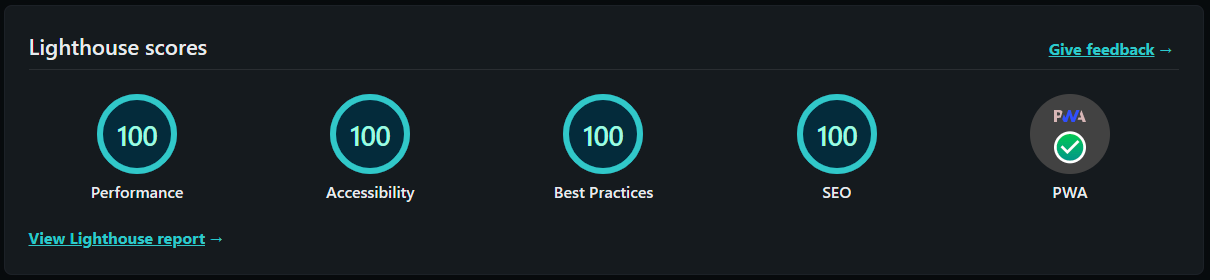 Lighthouse scores
Give feedback →
100
100
100
100
PWA
Performance
Accessibility
Best Practices
SEO
PWA
View Lighthouse report →